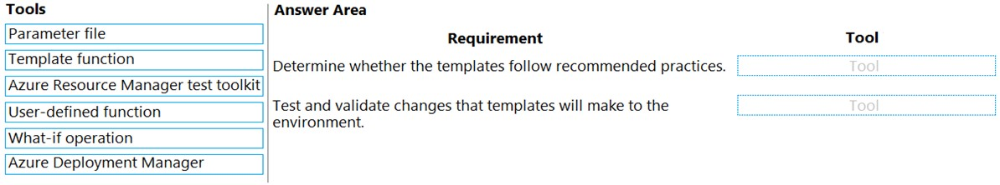 Tools
Parameter file
Template function
Azure Resource Manager test toolkit
User-defined function
What-if operation
Azure Deployment Manager
Answer Area
Requirement
Tool
Determine whether the templates follow recommended practices.
Tool
Test and validate changes that templates will make to the
environment.
Tool